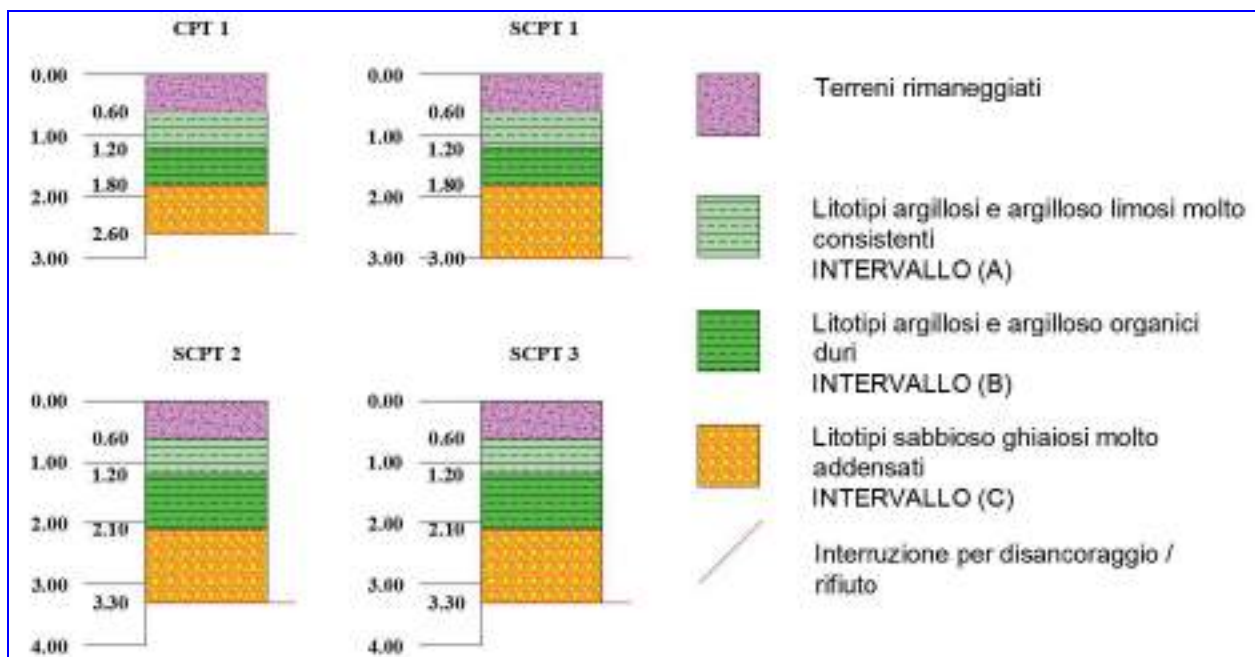 CPT 1
0.00
0.60
1.00
1.20
1.80
2.00
2.60
3.00
SCPT 1
0.00
0.60
1.00
1.20
1.80
2.00
3.00
3.00
SCPT 2
0.00
0.60
1.00
1.20
2.00
2.10
3.00
3.30
4.00
SCPT 3
0.00
0.60
1.00
1.20
2.00
2.10
3.00
3.30
4.00
Terreni rimaneggiati
Litotipi argillosi e argilloso limosi molto
consistenti
INTERVALLO (A)
Litotipi argillosi e argilloso organici
duri
INTERVALLO (B)
Litotipi sabbioso ghiaiosi molto
addensati
INTERVALLO (C)
Interruzione per disancoraggio /
rifiuto